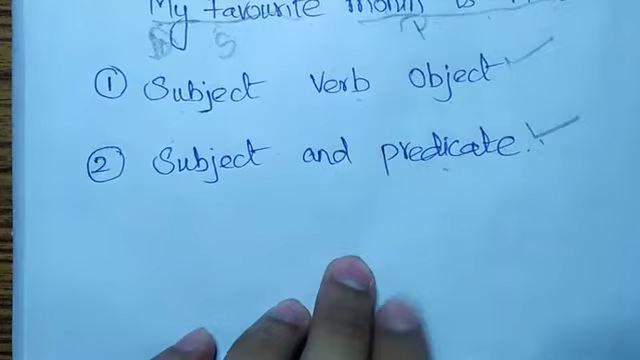 My favourite month is
S S P
① Subject Verb Object
② Subject and predicate.